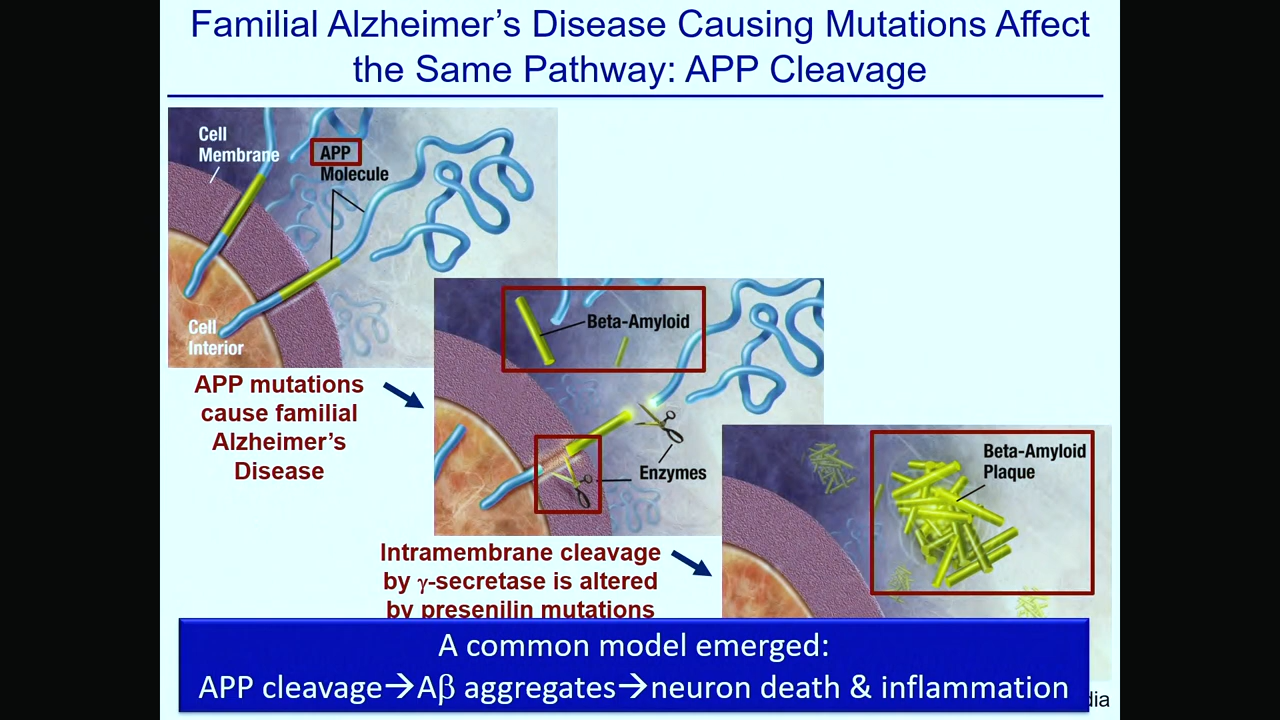 Familial Alzheimer’s Disease Causing Mutations Affect
the Same Pathway: APP Cleavage
Cell
Membrane
APP
Molecule
Cell
Interior
APP mutations
cause familial
Alzheimer’s
Disease
Beta-Amyloid
Enzymes
Intramembrane cleavage
by γ-secretase is altered
by presenilin mutations
Beta-Amyloid
Plaque
A common model emerged:
APP cleavage→Aβ aggregates→neuron death & inflammation